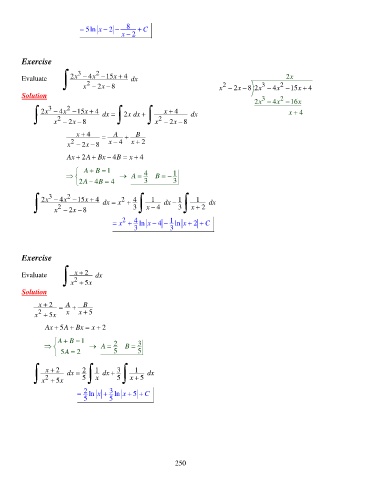 = 5 ln|x − 2| − 8/(x − 2) + C
Exercise
Evaluate ∫ (2x³ − 4x² − 15x + 4)/(x² − 2x − 8) dx
2x
x² − 2x − 8 ) 2x³ − 4x² − 15x + 4
2x³ − 4x² − 16x
x + 4
Solution
∫ (2x³ − 4x² − 15x + 4)/(x² − 2x − 8) dx = ∫ 2x dx + ∫ (x + 4)/(x² − 2x − 8) dx
(x + 4)/(x² − 2x − 8) = A/(x − 4) + B/(x + 2)
Ax + 2A + Bx − 4B = x + 4
⇒ { A + B = 1
2A − 4B = 4 → A = 4/3 B = −1/3
∫ (2x³ − 4x² − 15x + 4)/(x² − 2x − 8) dx = x² + 4/3 ∫ 1/(x − 4) dx − 1/3 ∫ 1/(x + 2) dx
= x² + 4/3 ln|x − 4| − 1/3 ln|x + 2| + C
Exercise
Evaluate ∫ (x + 2)/(x² + 5x) dx
Solution
(x + 2)/(x² + 5x) = A/x + B/(x + 5)
Ax + 5A + Bx = x + 2
⇒ { A + B = 1
5A = 2 → A = 2/5 B = 3/5
∫ (x + 2)/(x² + 5x) dx = 2/5 ∫ 1/x dx + 3/5 ∫ 1/(x + 5) dx
= 2/5 ln|x| + 3/5 ln|x + 5| + C
250